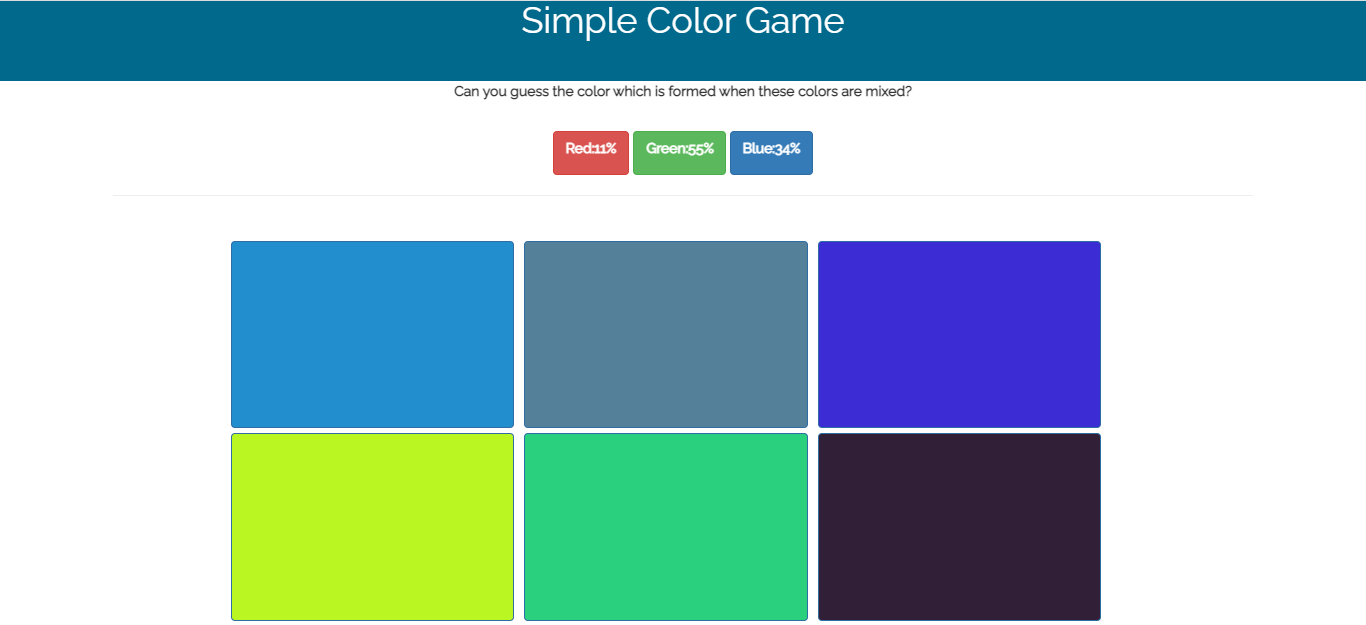 Simple Color Game
Can you guess the color which is formed when these colors are mixed?
Red:11% Green:55% Blue:34%